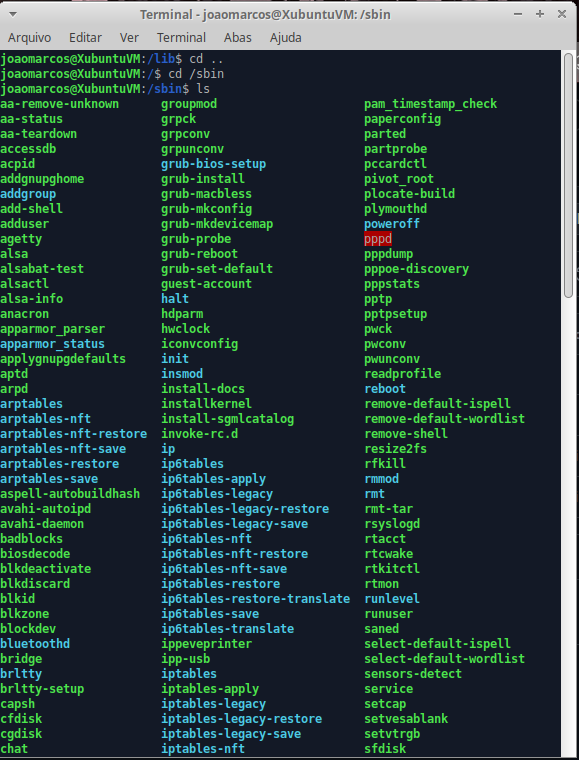 Terminal - joaomarcos@XubuntuVM: /sbin
Arquivo Editar Ver Terminal Abas Ajuda
joaomarcos@XubuntuVM:/lib$ cd ..
joaomarcos@XubuntuVM:/$ cd /sbin
joaomarcos@XubuntuVM:/sbin$ ls
aa-remove-unknown groupmod pam_timestamp_check
aa-status grpck paperconfig
aa-teardown grpconv parted
accessdb grpunconv partprobe
acpid grub-bios-setup pccardctl
addgnupghome grub-install pivot_root
addgroup grub-macbless plocate-build
add-shell grub-mkconfig plymouthd
adduser grub-mkdevicemap poweroff
agetty grub-probe pppd
alsa grub-reboot pppdump
alsabat-test grub-set-default pppoe-discovery
alsactl guest-account pppstats
alsa-info halt pptp
anacron hdparm pptpsetup
apparmor_parser hwclock pwck
apparmor_status iconvconfig pwconv
applygnupgdefaults init pwunconv
aptd insmod readprofile
arpd install-docs reboot
arptables installkernel remove-default-ispell
arptables-nft install-sgmlcatalog remove-default-wordlist
arptables-nft-restore invoke-rc.d remove-shell
arptables-nft-save ip resize2fs
arptables-restore ip6tables rfkill
arptables-save ip6tables-apply rmmod
aspell-autobuildhash ip6tables-legacy rmt
avahi-autoipd ip6tables-legacy-restore rmt-tar
avahi-daemon ip6tables-legacy-save rsyslogd
badblocks ip6tables-nft rtacct
biosdecode ip6tables-nft-restore rtcwake
blkdeactivate ip6tables-nft-save rtkitctl
blkdiscard ip6tables-restore rtmon
blkid ip6tables-restore-translate runlevel
blkzone ip6tables-save runuser
blockdev ip6tables-translate saned
bluetoothd ippeveprinter select-default-ispell
bridge ipp-usb select-default-wordlist
brltty iptables sensors-detect
brltty-setup iptables-apply service
capsh iptables-legacy setcap
cfdisk iptables-legacy-restore setvesablank
cgdisk iptables-legacy-save setvtrgb
chat iptables-nft sfdisk